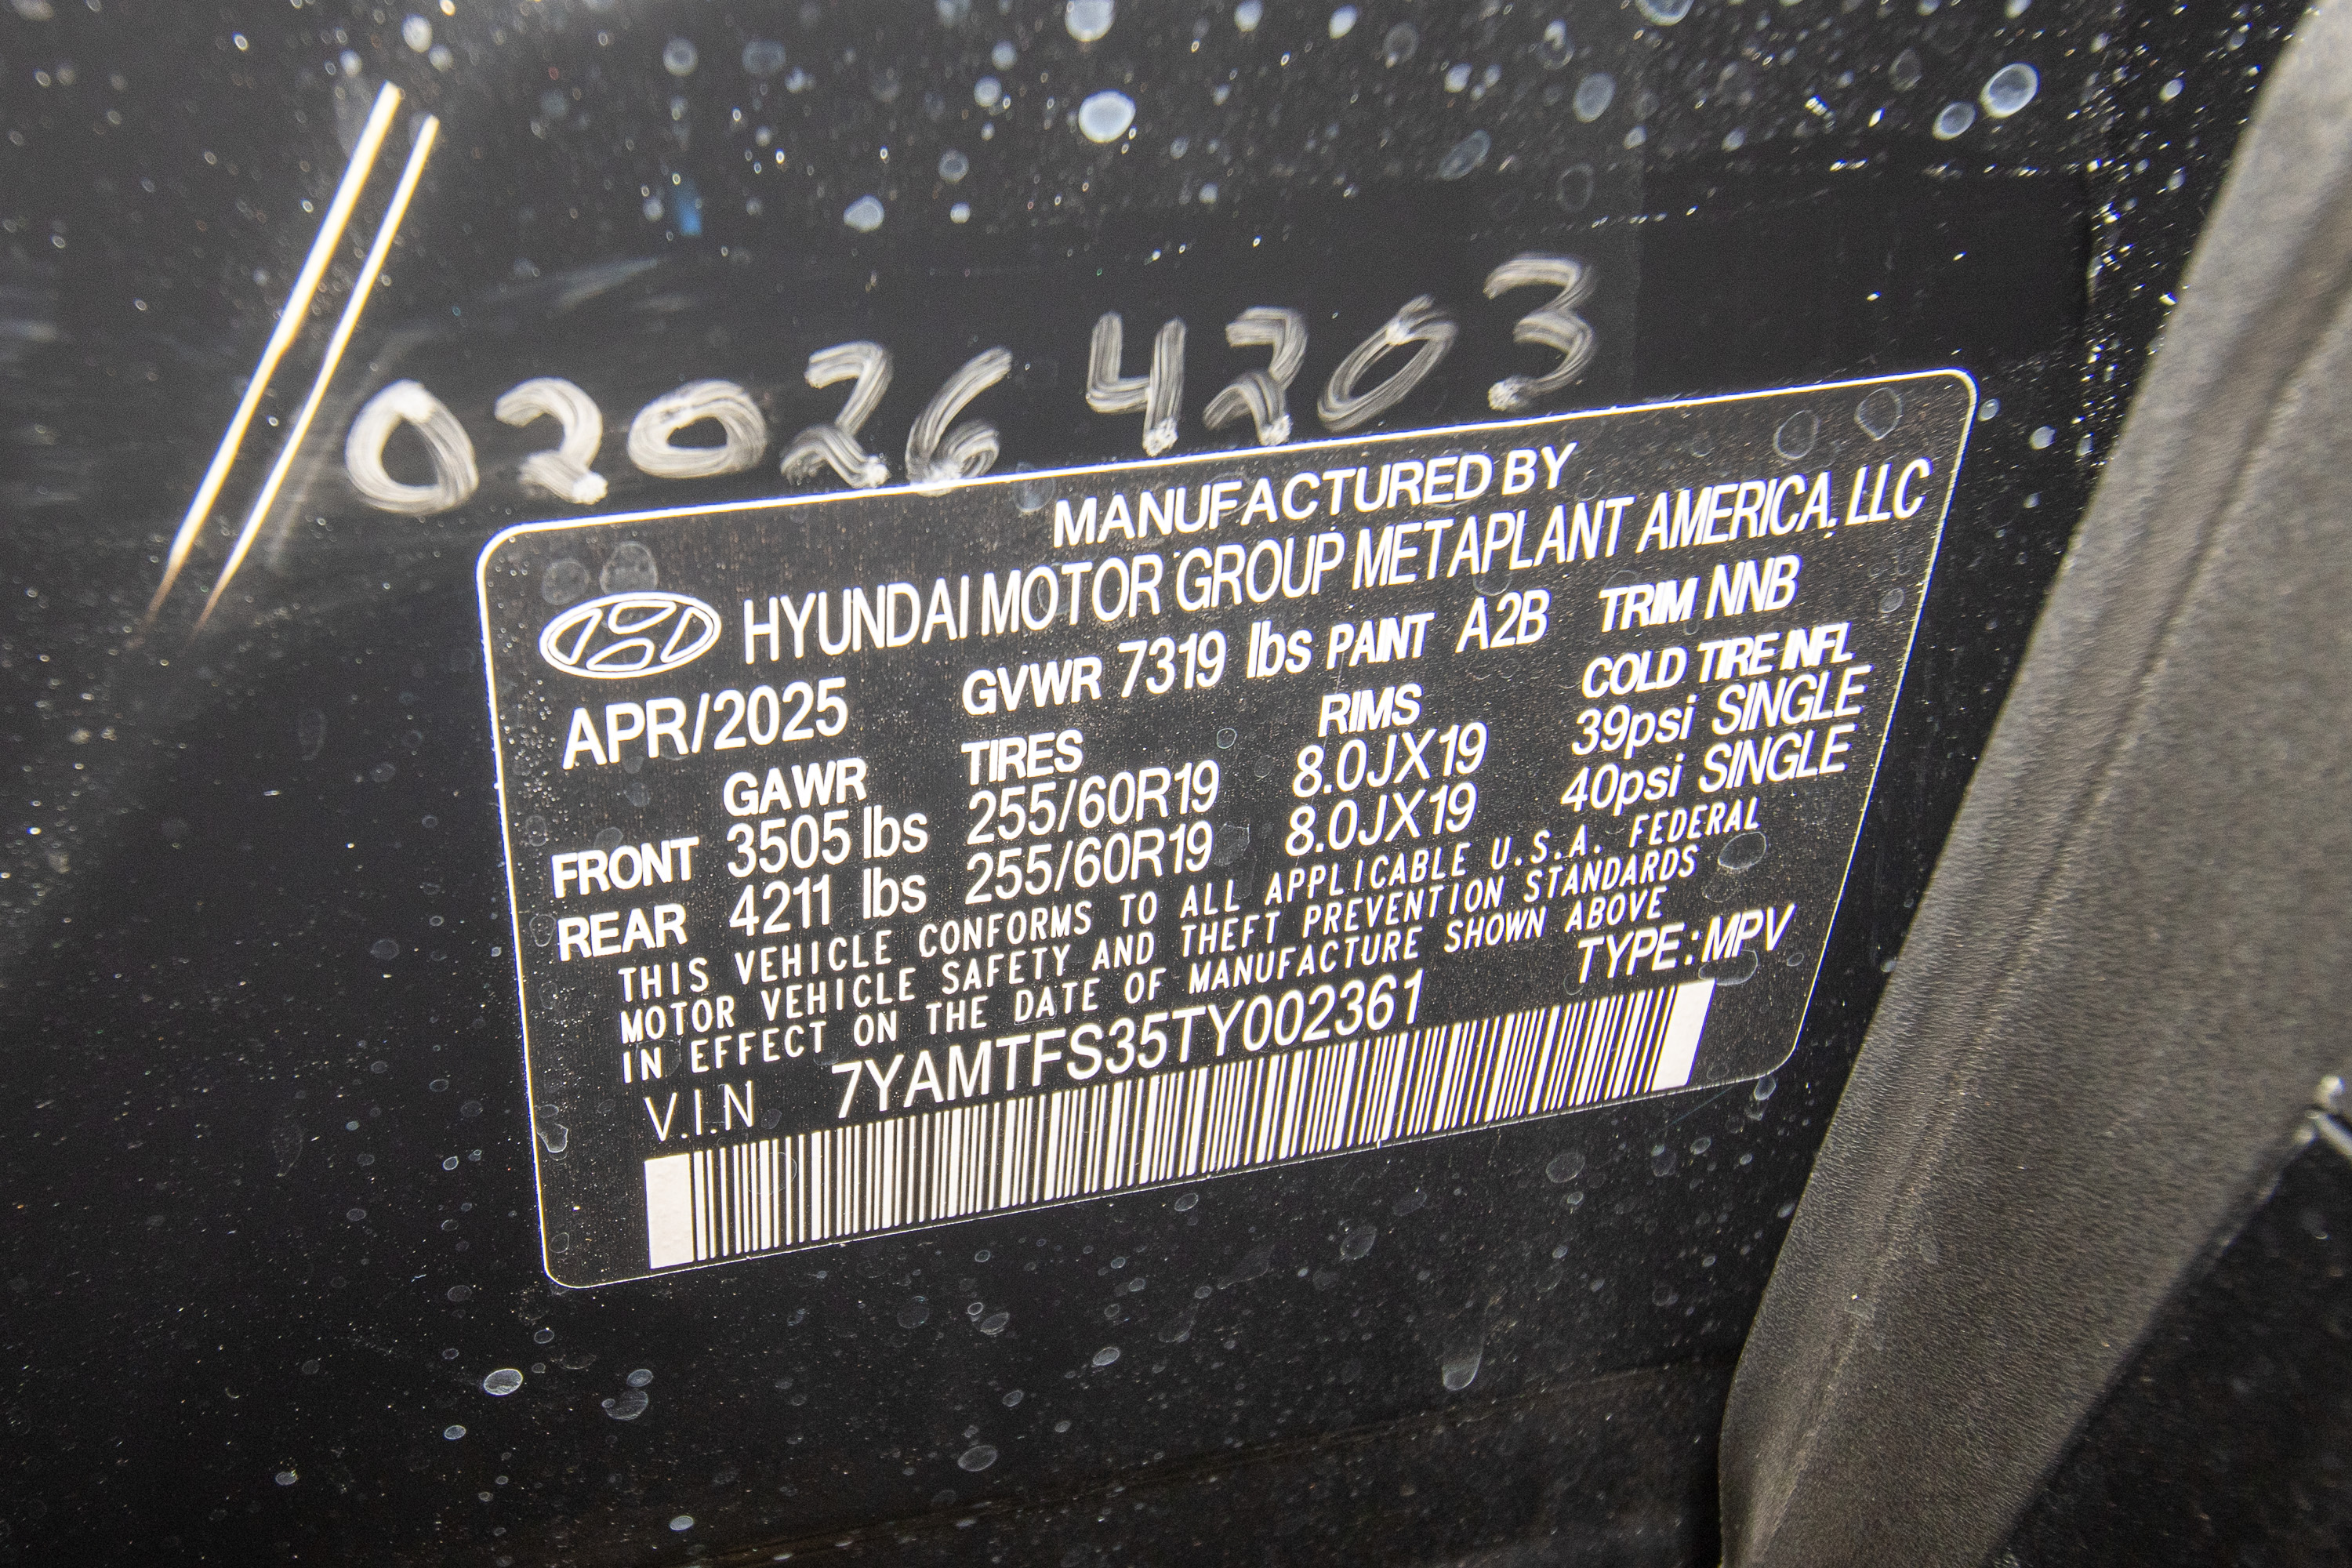 02026 4203
MANUFACTURED BY
HYUNDAI MOTOR GROUP METAPLANT AMERICA, LLC
APR/2025 GVWR 7319 lbs PAINT A2B TRIM NNB
GAWR TIRES RIMS COLD TIRE INFL
FRONT 3505 lbs 255/60R19 8.0JX19 39psi SINGLE
REAR 4211 lbs 255/60R19 8.0JX19 40psi SINGLE
THIS VEHICLE CONFORMS TO ALL APPLICABLE U.S.A. FEDERAL
MOTOR VEHICLE SAFETY AND THEFT PREVENTION STANDARDS
IN EFFECT ON THE DATE OF MANUFACTURE SHOWN ABOVE
V.I.N 7YAMTFS35TY002361 TYPE:MPV